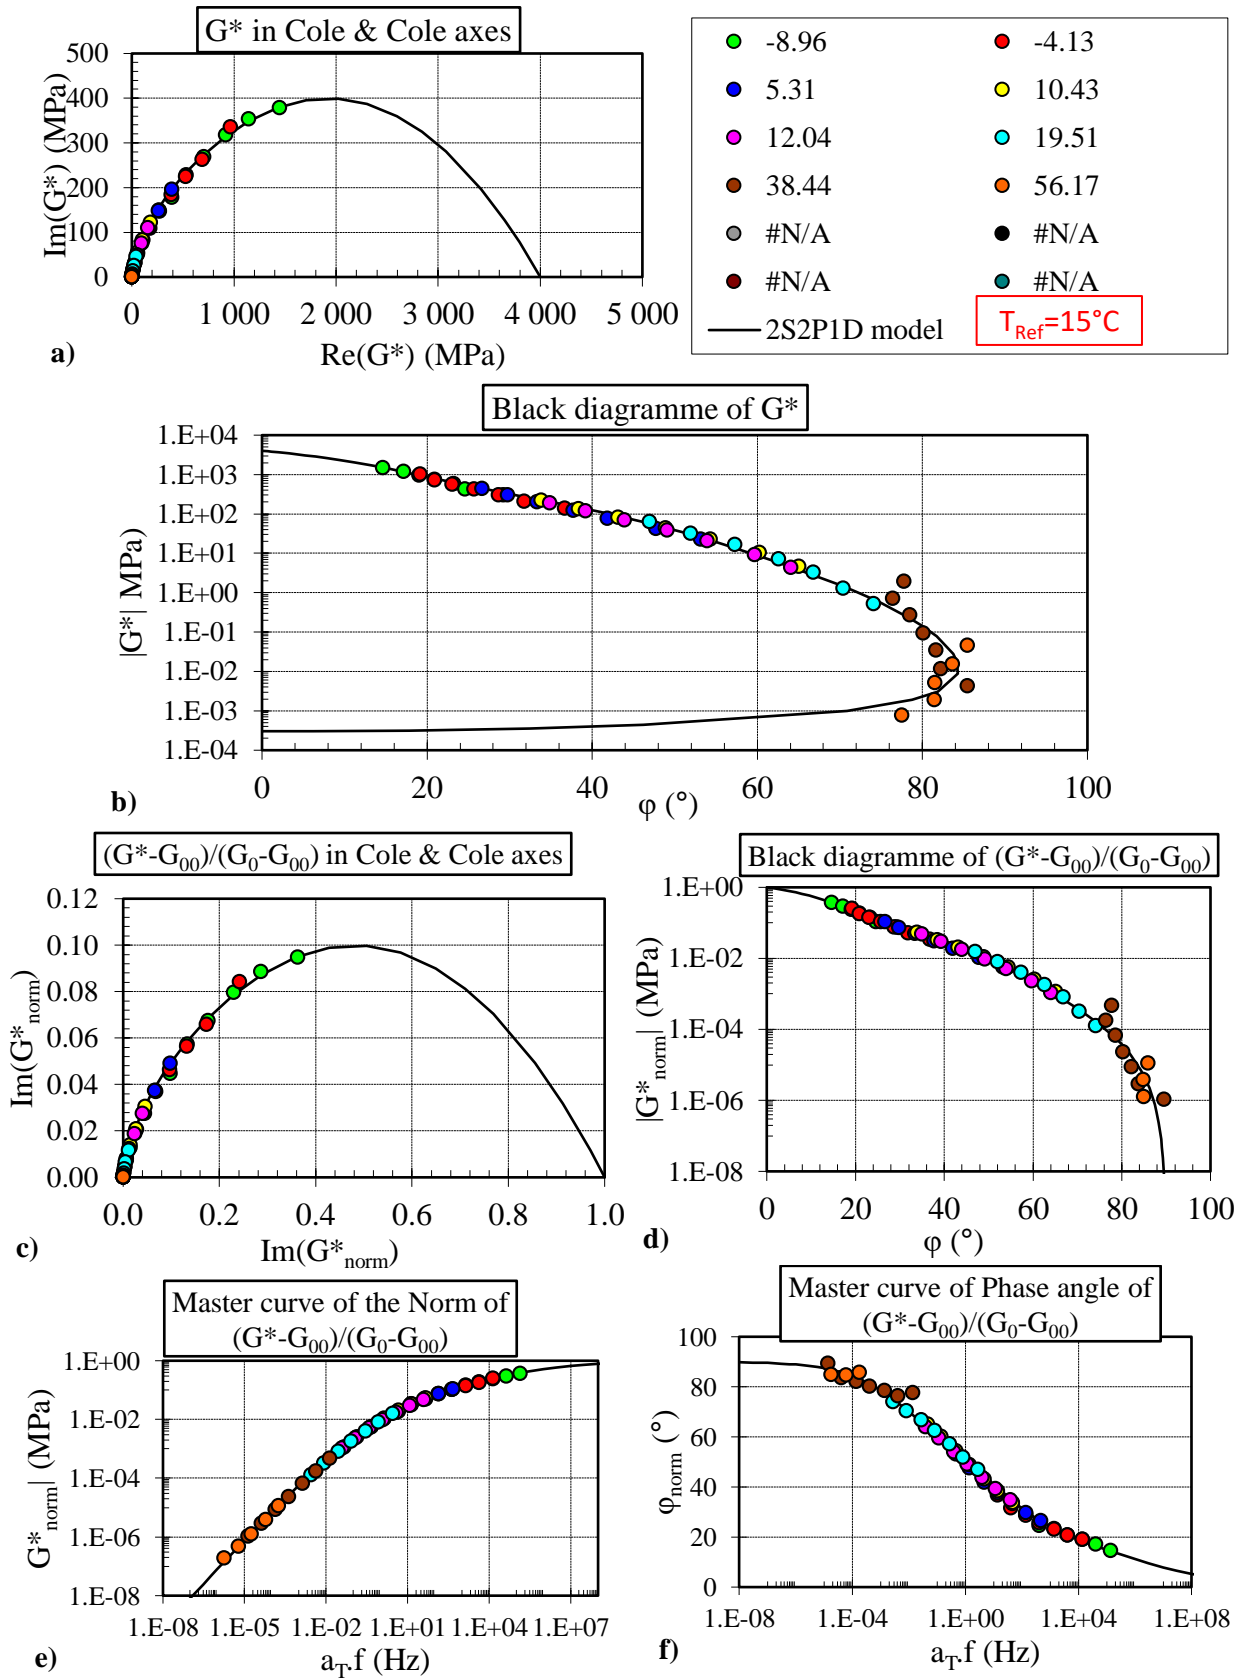 G* in Cole & Cole axes
500
400
300
200
100
0
Im(G*) (MPa)
0 1 000 2 000 3 000 4 000 5 000
Re(G*) (MPa)
a)
-8.96 -4.13
5.31 10.43
12.04 19.51
38.44 56.17
#N/A #N/A
#N/A #N/A
2S2P1D model
T_Ref=15°C
Black diagramme of G*
1.E+04
1.E+03
1.E+02
1.E+01
1.E+00
1.E-01
1.E-02
1.E-03
1.E-04
|G*| MPa)
0 20 40 60 80 100
φ (°)
b)
(G*-G00)/(G0-G00) in Cole & Cole axes
0.12
0.10
0.08
0.06
0.04
0.02
0.00
Im(G*norm)
0.0 0.2 0.4 0.6 0.8 1.0
Im(G*norm)
c)
Black diagramme of (G*-G00)/(G0-G00)
1.E+00
1.E-02
1.E-04
1.E-06
1.E-08
|G*norm| (MPa)
0 20 40 60 80 100
φ (°)
d)
Master curve of the Norm of
(G*-G00)/(G0-G00)
1.E+00
1.E-02
1.E-04
1.E-06
1.E-08
G*norm| (MPa)
1.E-08 1.E-05 1.E-02 1.E+01 1.E+04 1.E+07
aT.f (Hz)
e)
Master curve of Phase angle of
(G*-G00)/(G0-G00)
100
80
60
40
20
0
φnorm (°)
1.E-08 1.E-04 1.E+00 1.E+04 1.E+08
aT.f (Hz)
f)